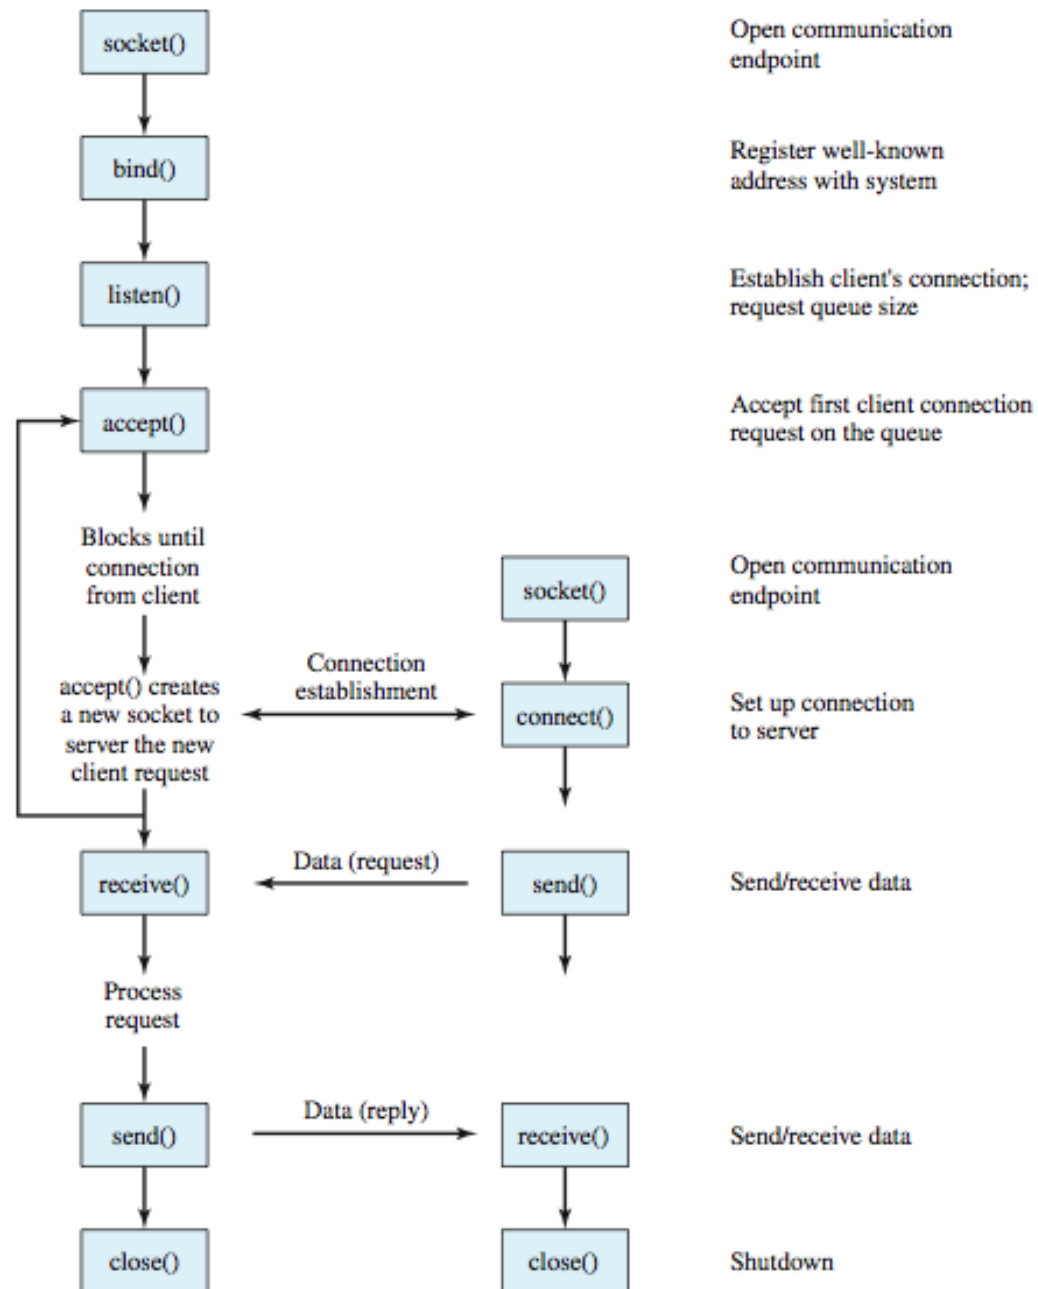 socket()
Open communication
endpoint
bind()
Register well-known
address with system
listen()
Establish client's connection;
request queue size
accept()
Accept first client connection
request on the queue
Blocks until
connection
from client
socket()
Open communication
endpoint
accept() creates
a new socket to
server the new
client request
Connection
establishment
connect()
Set up connection
to server
receive()
Data (request)
send()
Send/receive data
Process
request
send()
Data (reply)
receive()
Send/receive data
close()
close()
Shutdown